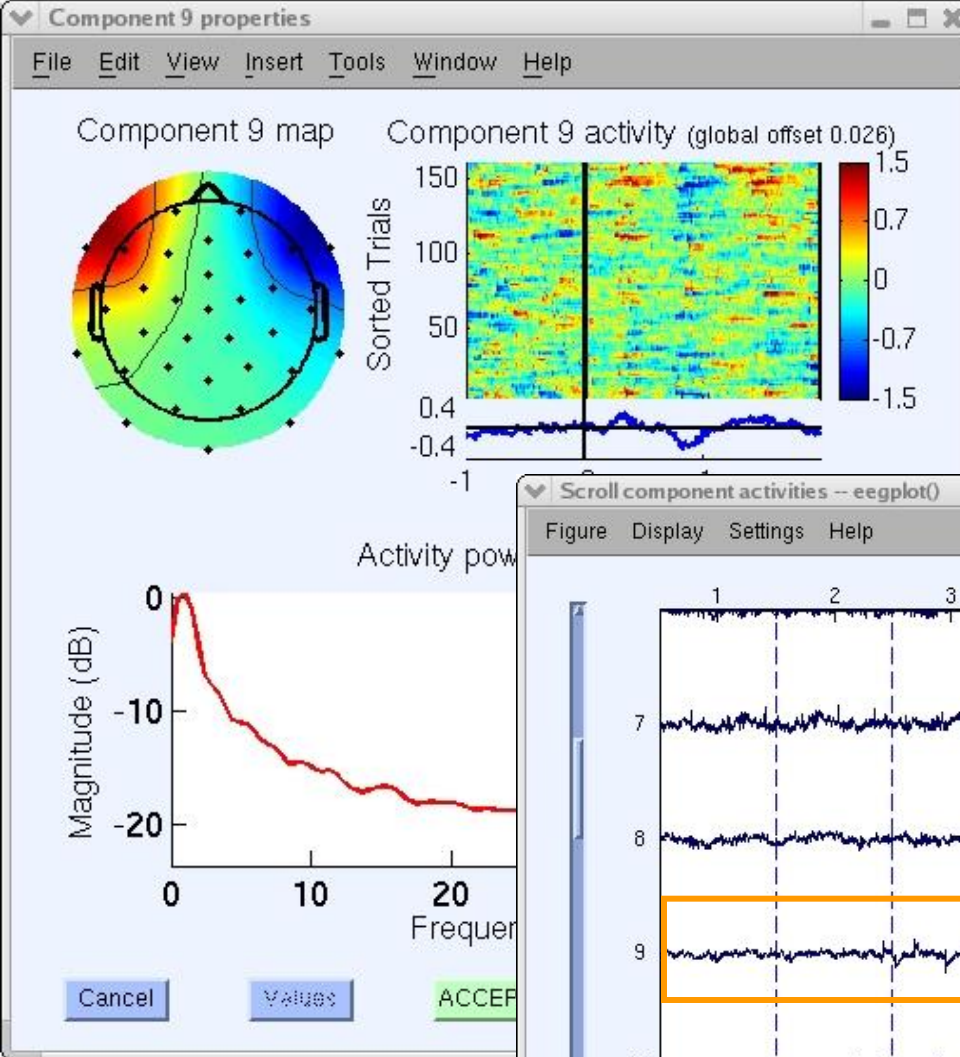 Component 9 properties
File Edit View Insert Tools Window Help
Component 9 map
Component 9 activity (global offset 0.026)
Sorted Trials
150
100
50
1.5
0.7
0
-0.7
-1.5
0.4
-0.4
-1
Scroll component activities -- eegplot()
Figure Display Settings Help
1 2 3
7
8
9
Activity pow
Magnitude (dB)
0
-10
-20
0 10 20
Frequen
Cancel
Values
ACCEP